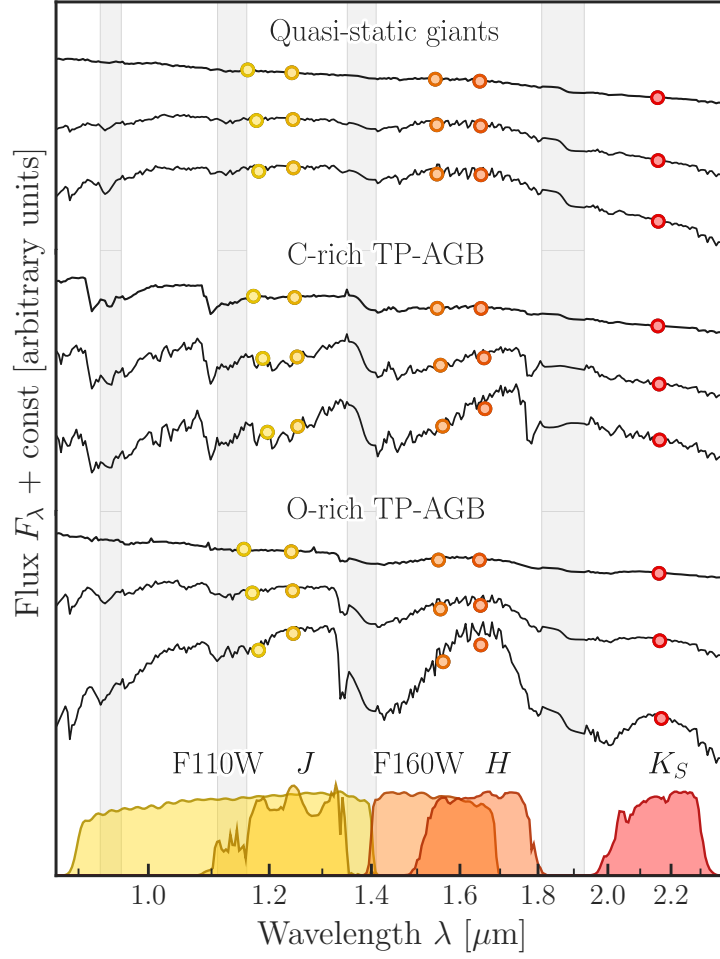 Quasi-static giants
C-rich TP-AGB
O-rich TP-AGB
Flux Fλ + const [arbitrary units]
F110W J F160W H KS
1.0 1.2 1.4 1.6 1.8 2.0 2.2
Wavelength λ [μm]